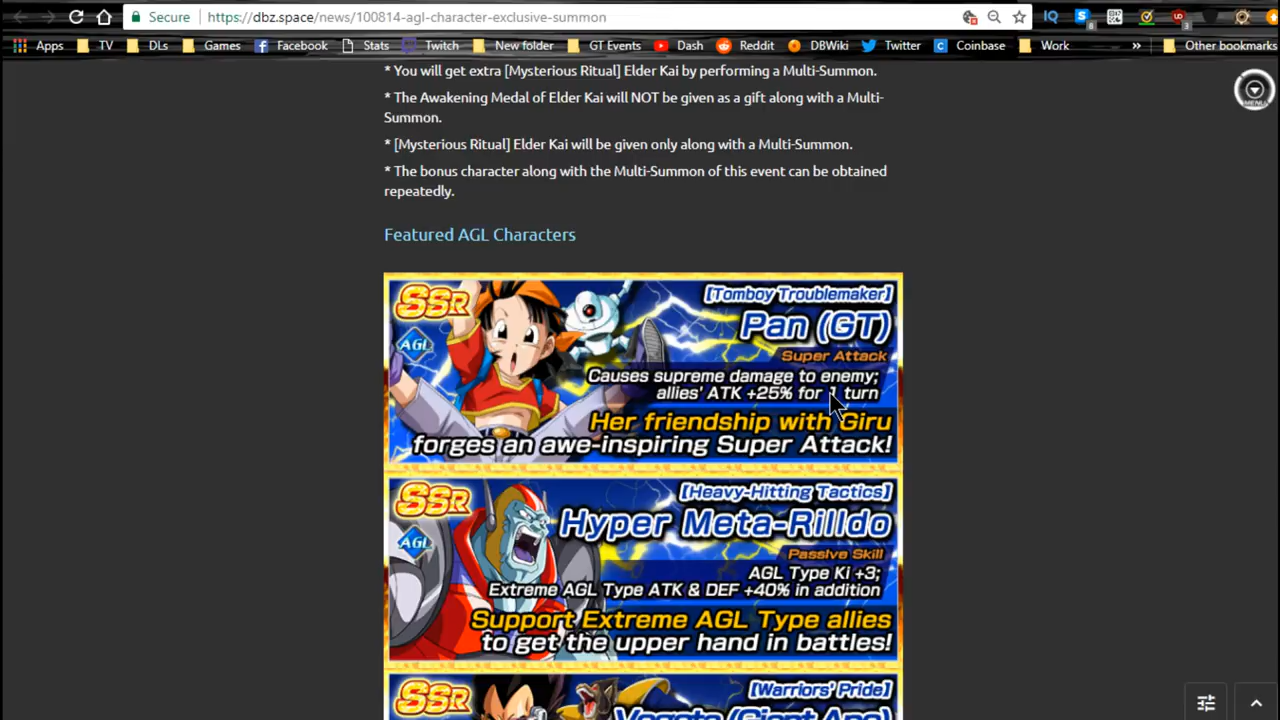 Secure
https://dbz.space/news/100814-agl-character-exclusive-summon
IQ
8
3
Apps
TV
DLs
Games
Facebook
Stats
Twitch
New folder
GT Events
Dash
Reddit
DBWiki
Twitter
Coinbase
Work
»
Other bookmarks
MENU
* You will get extra [Mysterious Ritual] Elder Kai by performing a Multi-Summon.
* The Awakening Medal of Elder Kai will NOT be given as a gift along with a Multi-
Summon.
* [Mysterious Ritual] Elder Kai will be given only along with a Multi-Summon.
* The bonus character along with the Multi-Summon of this event can be obtained
repeatedly.
Featured AGL Characters
SSR
AGL
[Tomboy Troublemaker]
Pan (GT)
Super Attack
Causes supreme damage to enemy;
allies' ATK +25% for 1 turn
Her friendship with Giru
forges an awe-inspiring Super Attack!
SSR
AGL
[Heavy-Hitting Tactics]
Hyper Meta-Rilldo
Passive Skill
AGL Type Ki +3;
Extreme AGL Type ATK & DEF +40% in addition
Support Extreme AGL Type allies
to get the upper hand in battles!
SSR
[Warriors' Pride]
Vegeta (Giant Ape)